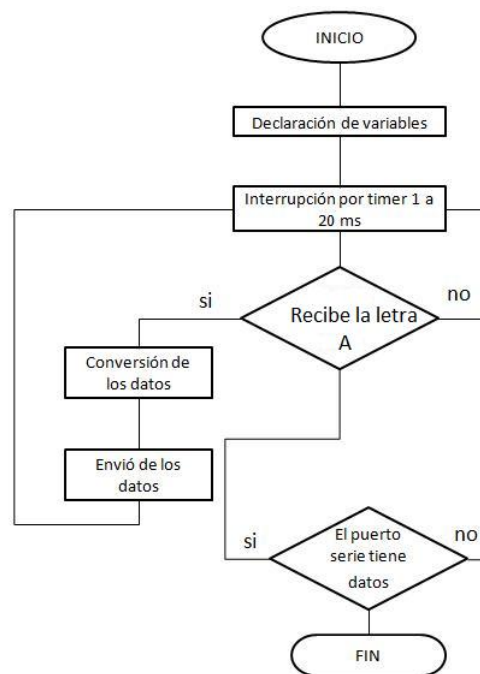 INICIO
Declaración de variables
Interrupción por timer 1 a
20 ms
si
no
Recibe la letra
A
Conversión de
los datos
Envió de los
datos
si
El puerto
serie tiene
datos
no
FIN